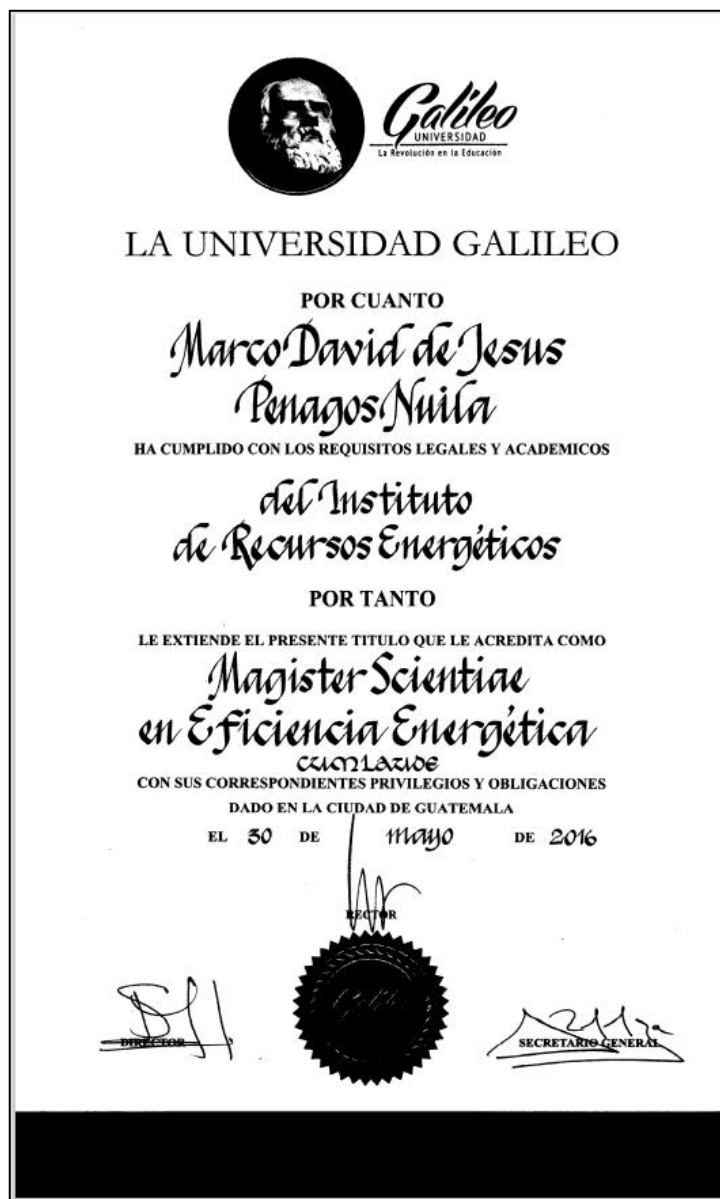 Galileo
UNIVERSIDAD
La Revolución en la Educación
LA UNIVERSIDAD GALILEO
POR CUANTO
Marco David de Jesus
Penagos Nuila
HA CUMPLIDO CON LOS REQUISITOS LEGALES Y ACADEMICOS
del Instituto
de Recursos Energéticos
POR TANTO
LE EXTIENDE EL PRESENTE TITULO QUE LE ACREDITA COMO
Magister Scientiae
en Eficiencia Energética
CUM LAUDE
CON SUS CORRESPONDIENTES PRIVILEGIOS Y OBLIGACIONES
DADO EN LA CIUDAD DE GUATEMALA
EL 30 DE mayo DE 2016
RECTOR
Galileo
DIRECTOR
SECRETARIO GENERAL